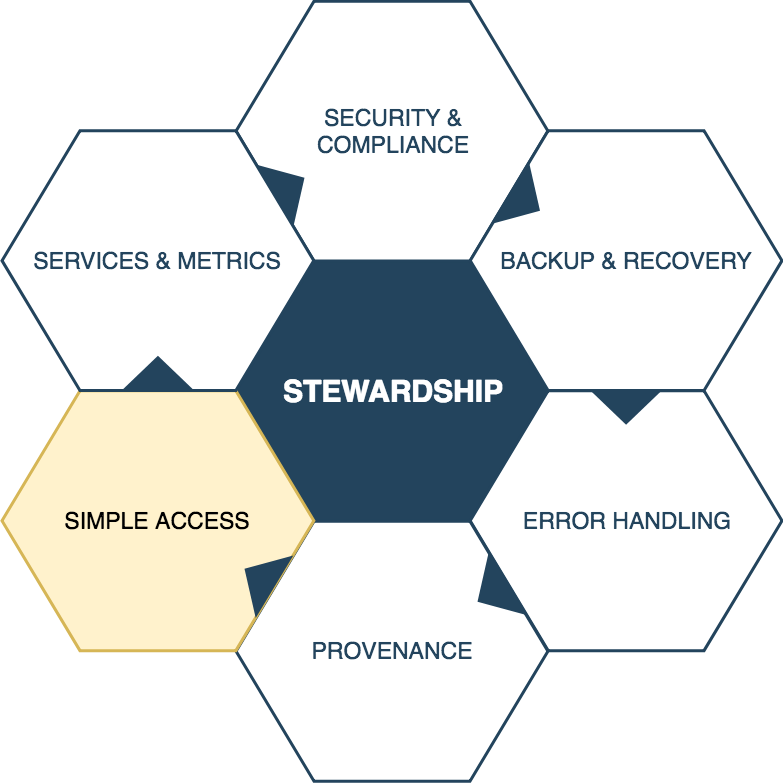 SECURITY &
COMPLIANCE
SERVICES & METRICS
BACKUP & RECOVERY
STEWARDSHIP
SIMPLE ACCESS
ERROR HANDLING
PROVENANCE